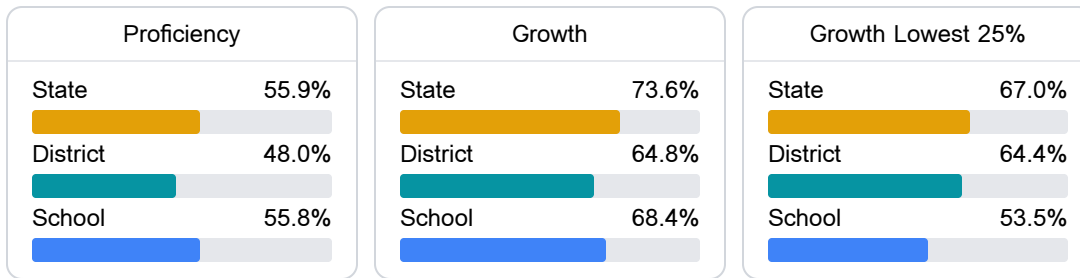 Proficiency
State 55.9%
District 48.0%
School 55.8%
Growth
State 73.6%
District 64.8%
School 68.4%
Growth Lowest 25%
State 67.0%
District 64.4%
School 53.5%